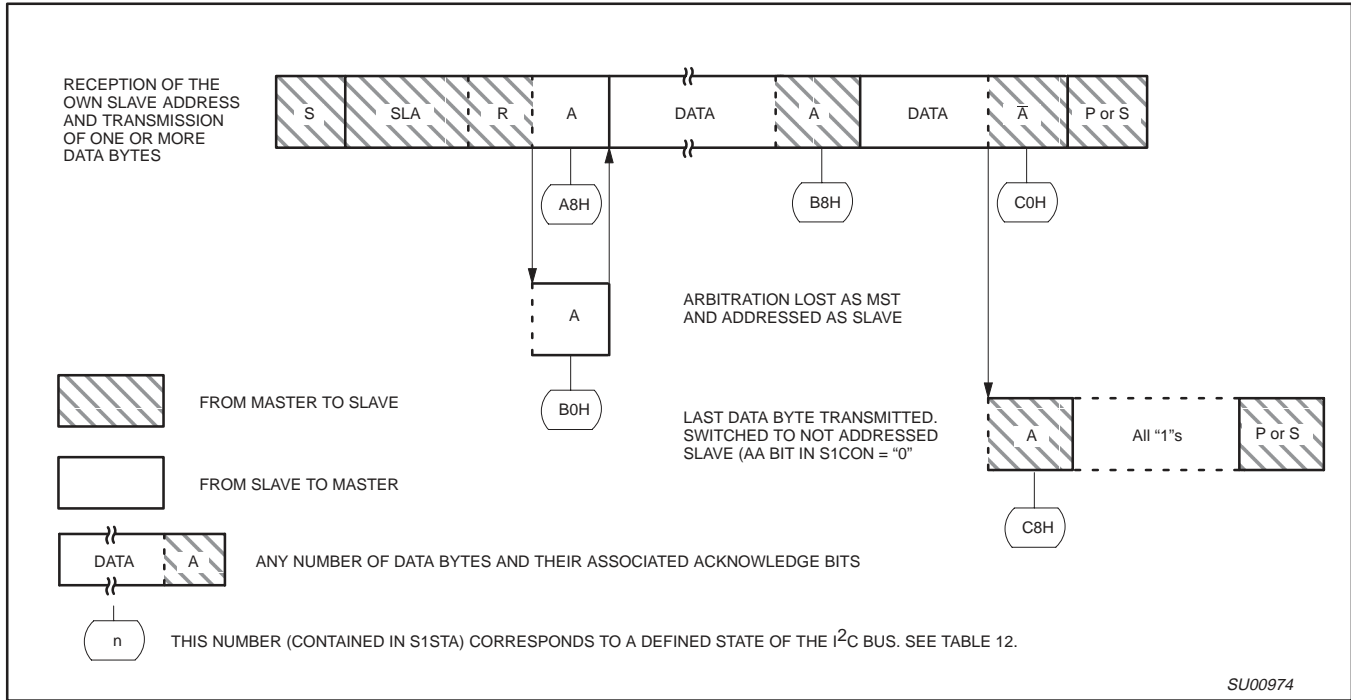 RECEPTION OF THE
OWN SLAVE ADDRESS
AND TRANSMISSION
OF ONE OR MORE
DATA BYTES
S SLA R A DATA A DATA A̅ P or S
A8H B8H C0H
A
ARBITRATION LOST AS MST
AND ADDRESSED AS SLAVE
B0H
FROM MASTER TO SLAVE
LAST DATA BYTE TRANSMITTED.
SWITCHED TO NOT ADDRESSED
SLAVE (AA BIT IN S1CON = “0”
A All “1”s P or S
C8H
FROM SLAVE TO MASTER
DATA A ANY NUMBER OF DATA BYTES AND THEIR ASSOCIATED ACKNOWLEDGE BITS
n THIS NUMBER (CONTAINED IN S1STA) CORRESPONDS TO A DEFINED STATE OF THE I²C BUS. SEE TABLE 12.
SU00974